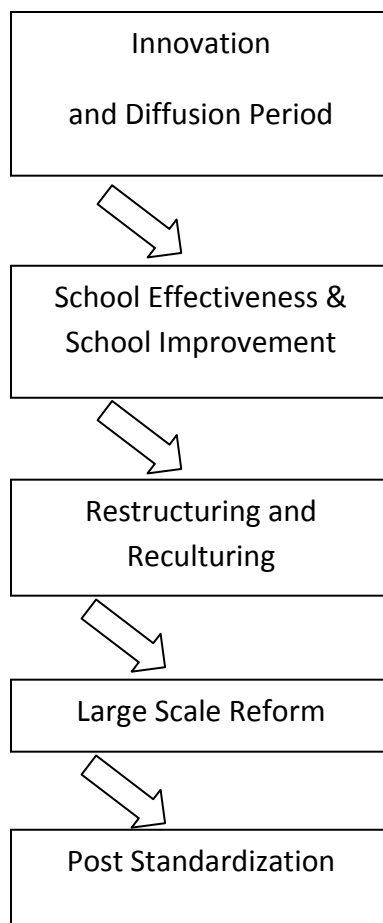 Innovation
and Diffusion Period
School Effectiveness &
School Improvement
Restructuring and
Reculturing
Large Scale Reform
Post Standardization